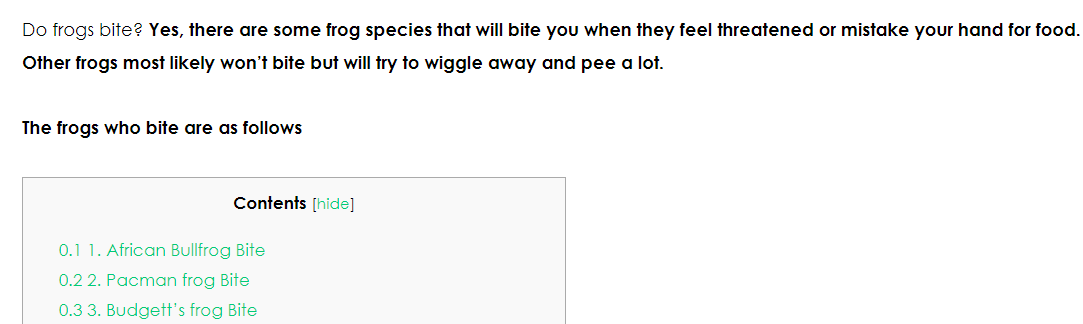 Do frogs bite? Yes, there are some frog species that will bite you when they feel threatened or mistake your hand for food.
Other frogs most likely won't bite but will try to wiggle away and pee a lot.
The frogs who bite are as follows
Contents [hide]
0.1 1. African Bullfrog Bite
0.2 2. Pacman frog Bite
0.3 3. Budgett's frog Bite